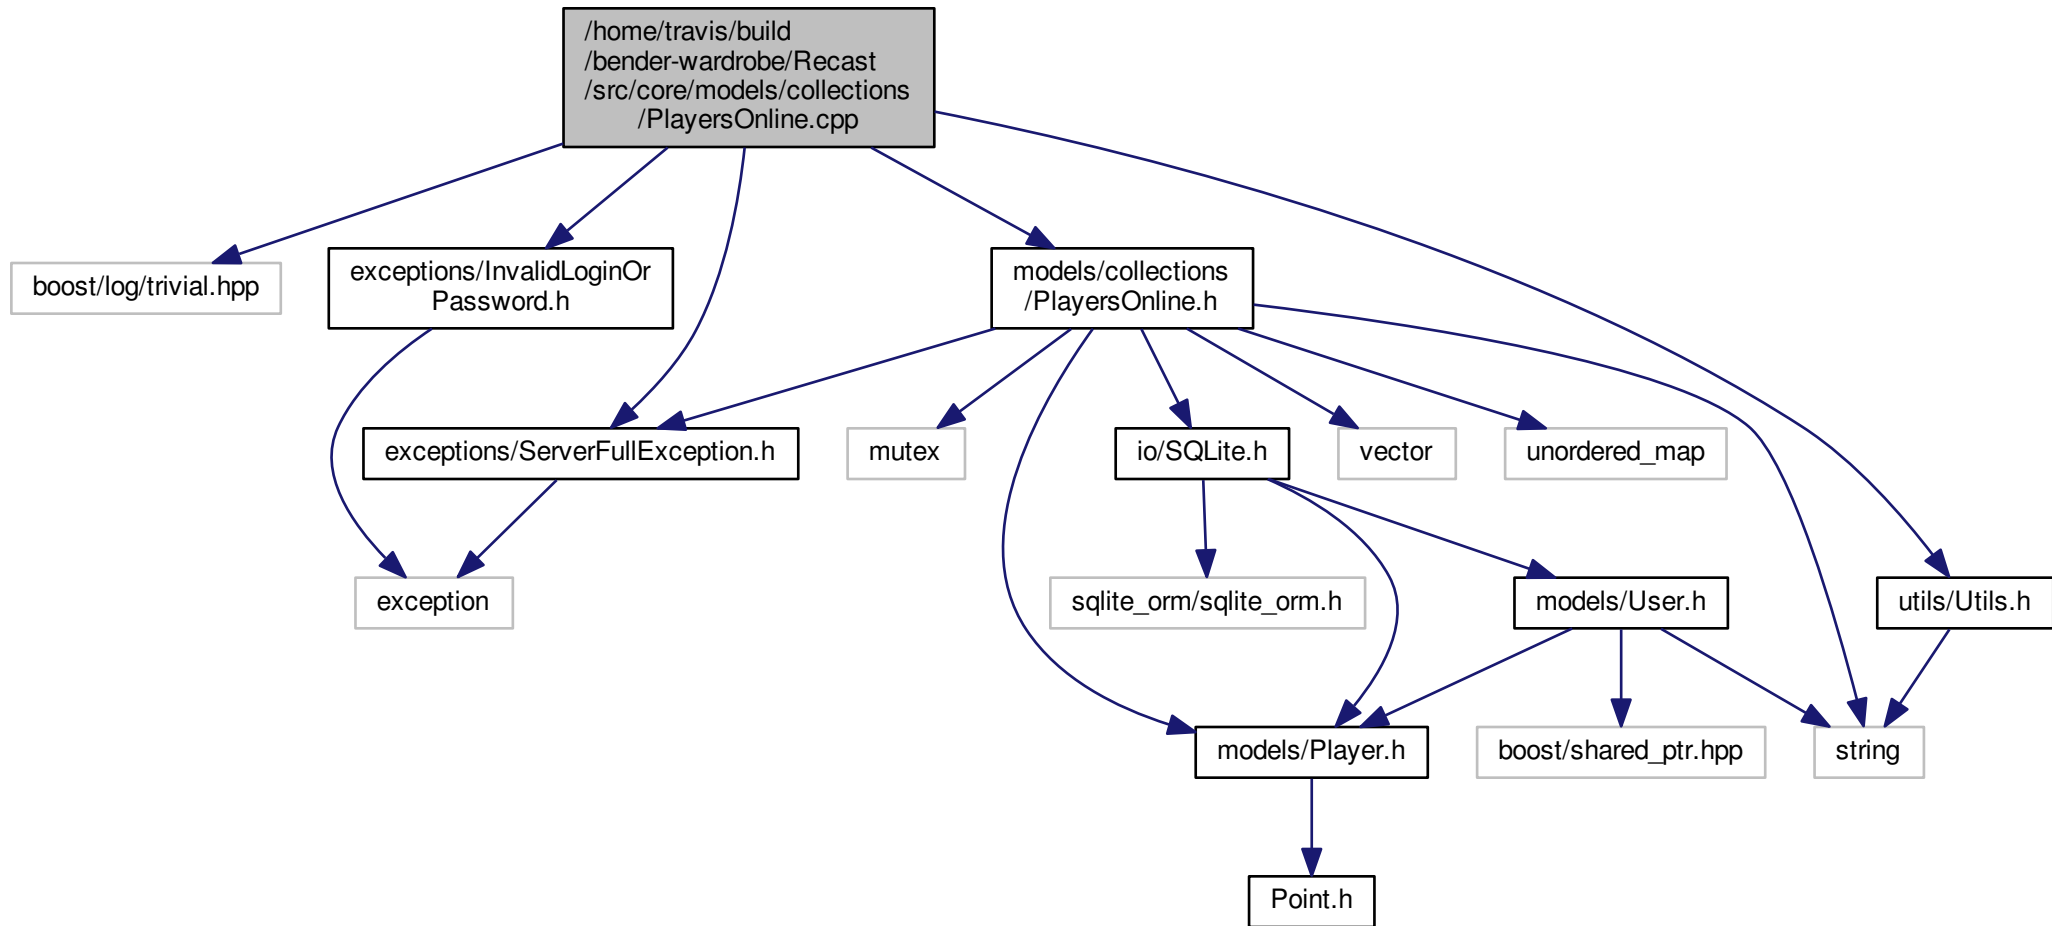 /home/travis/build
/bender-wardrobe/Recast
/src/core/models/collections
/PlayersOnline.cpp
boost/log/trivial.hpp
exceptions/InvalidLoginOr
Password.h
models/collections
/PlayersOnline.h
exceptions/ServerFullException.h
mutex
io/SQLite.h
vector
unordered_map
exception
sqlite_orm/sqlite_orm.h
models/User.h
utils/Utils.h
models/Player.h
boost/shared_ptr.hpp
string
Point.h